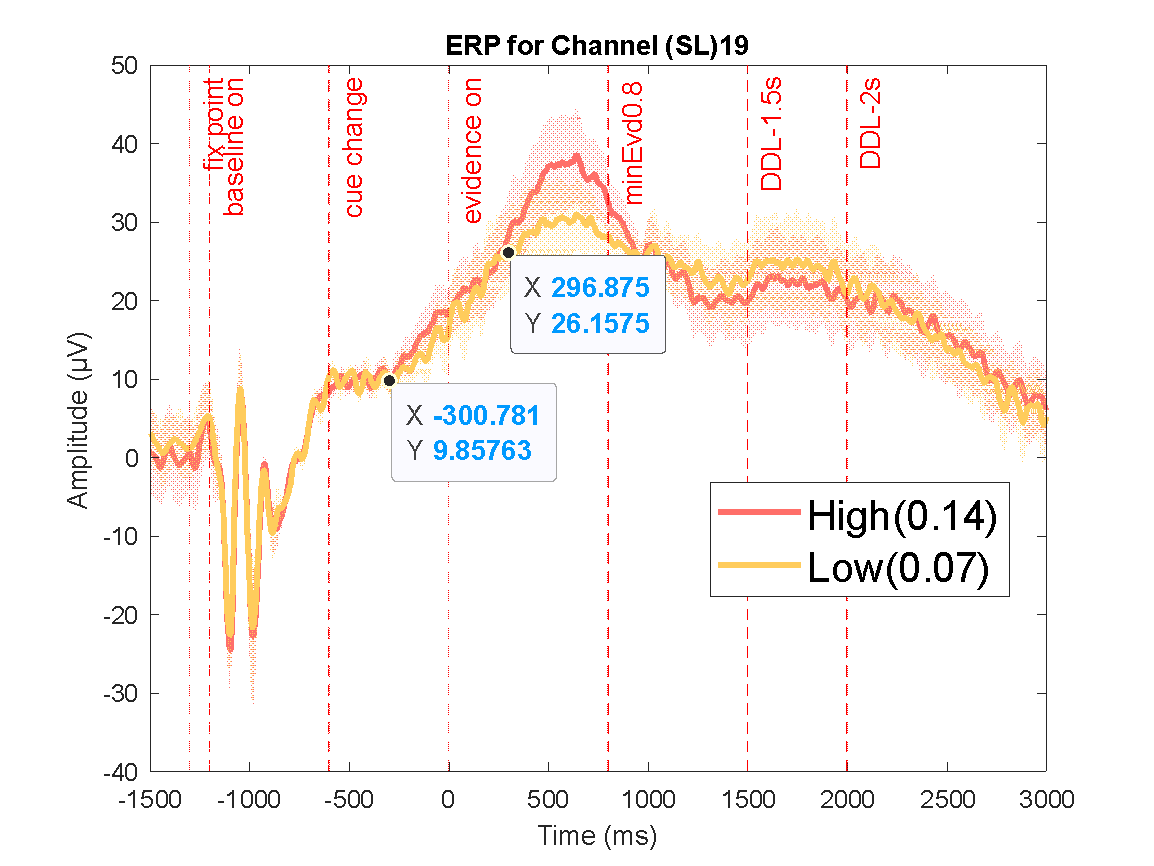 ERP for Channel (SL)19
50
40
30
20
10
0
-10
-20
-30
-40
Amplitude (µV)
fix point
baseline on
cue change
evidence on
minEvd0.8
DDL-1.5s
DDL-2s
X 296.875
Y 26.1575
X -300.781
Y 9.85763
High(0.14)
Low(0.07)
-1500 -1000 -500 0 500 1000 1500 2000 2500 3000
Time (ms)